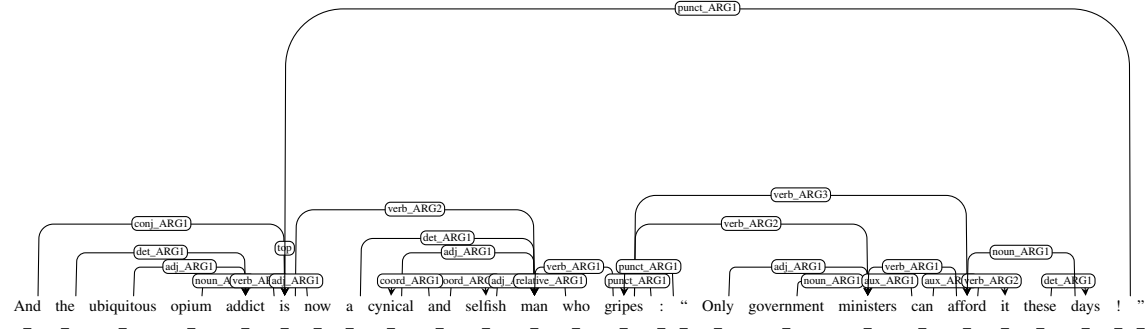 punct_ARG1
verb_ARG3
verb_ARG2
conj_ARG1 verb_ARG2
det_ARG1 top det_ARG1 noun_ARG1
adj_ARG1 adj_ARG1 verb_ARG1 punct_ARG1 adj_ARG1 verb_ARG1
adj_ARG1 coord_ARG1 relative_ARG1 punct_ARG1 noun_ARG1 aux_ARG1 verb_ARG2 det_ARG1
And the ubiquitous opium addict is now a cynical and selfish man who gripes : “ Only government ministers can afford it these days ! ”
_ _ _ _ _ _ _ _ _ _ _ _ _ _ _ _ _ _ _ _ _ _ _ _ _ _